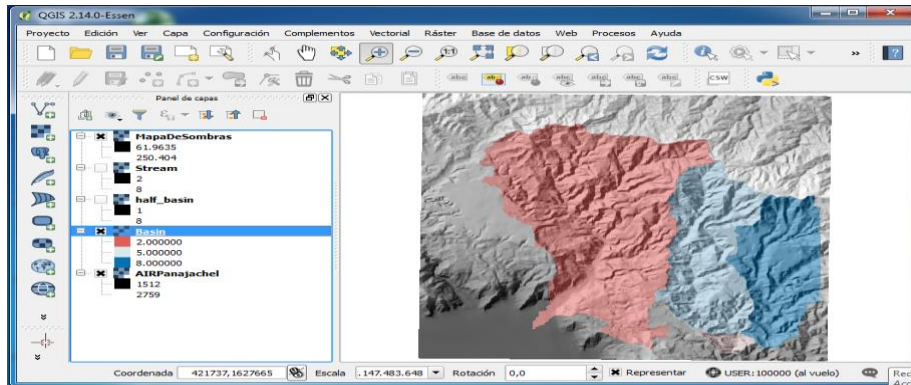 QGIS 2.14.0-Essen
Proyecto Edición Ver Capa Configuración Complementos Vectorial Ráster Base de datos Web Procesos Ayuda
Panel de capas
MapaDeSombras
61.9635
250.404
Stream
2
8
half_basin
1
8
Basin
2.000000
5.000000
8.000000
AIRPanajachel
1512
2759
Coordenada 421737,1627665 Escala .147.483.648 Rotación 0,0 Representar USER:100000 (al vuelo)